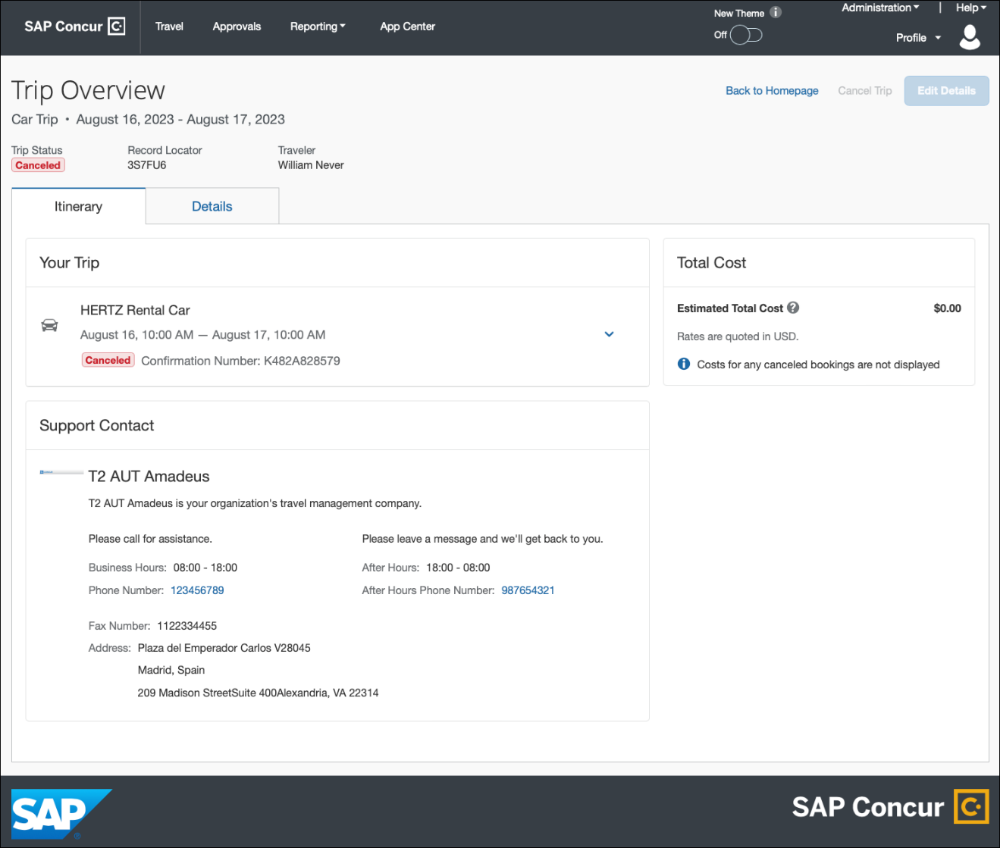 New Theme
Administration
|
Help
SAP Concur
Travel
Approvals
Reporting
App Center
Off
Profile
Trip Overview
Back to Homepage
Cancel Trip
Edit Details
Car Trip • August 16, 2023 - August 17, 2023
Trip Status
Record Locator
Traveler
Canceled
3S7FU6
William Never
Itinerary
Details
Your Trip
HERTZ Rental Car
August 16, 10:00 AM — August 17, 10:00 AM
Canceled Confirmation Number: K482A828579
Total Cost
Estimated Total Cost ? $0.00
Rates are quoted in USD.
Costs for any canceled bookings are not displayed
Support Contact
T2 AUT Amadeus
T2 AUT Amadeus is your organization's travel management company.
Please call for assistance.
Business Hours: 08:00 - 18:00
Phone Number: 123456789
Please leave a message and we'll get back to you.
After Hours: 18:00 - 08:00
After Hours Phone Number: 987654321
Fax Number: 1122334455
Address: Plaza del Emperador Carlos V28045
Madrid, Spain
209 Madison StreetSuite 400Alexandria, VA 22314
SAP
SAP Concur